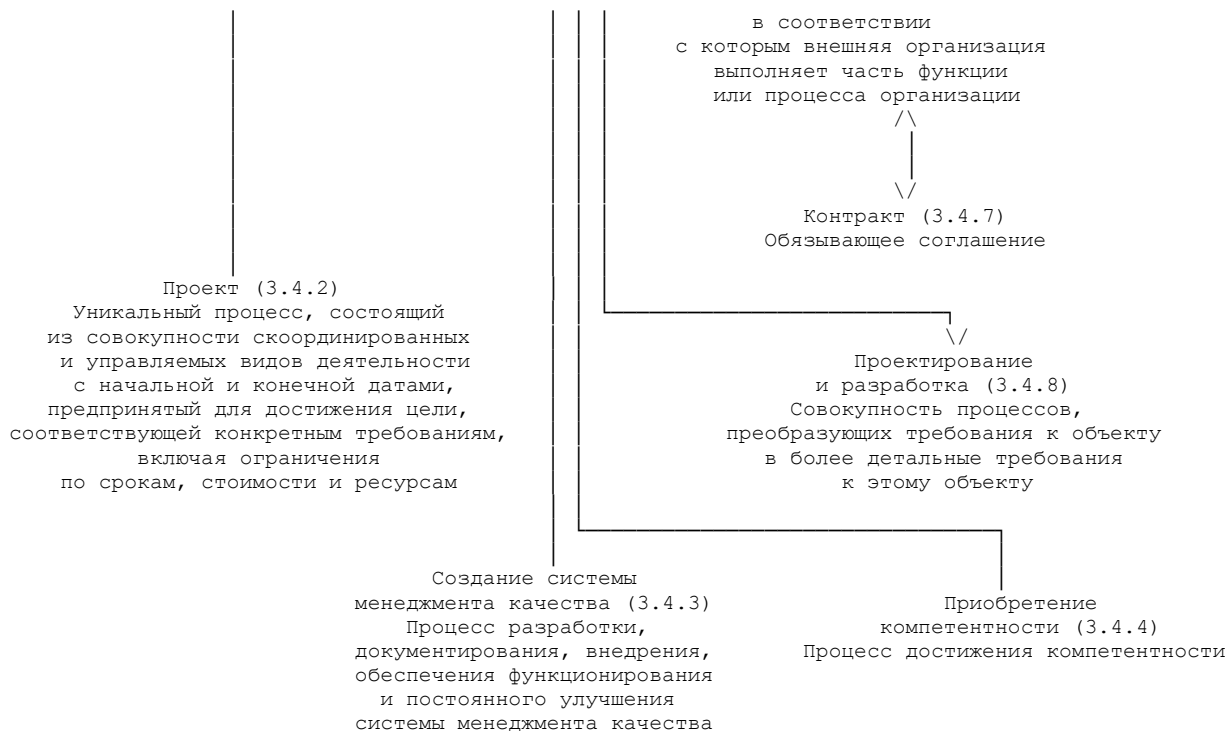 в соответствии
с которым внешняя организация
выполняет часть функции
или процесса организации
Контракт (3.4.7)
Обязывающее соглашение
Проект (3.4.2)
Уникальный процесс, состоящий
из совокупности скоординированных
и управляемых видов деятельности
с начальной и конечной датами,
предпринятый для достижения цели,
соответствующей конкретным требованиям,
включая ограничения
по срокам, стоимости и ресурсам
Проектирование
и разработка (3.4.8)
Совокупность процессов,
преобразующих требования к объекту
в более детальные требования
к этому объекту
Создание системы
менеджмента качества (3.4.3)
Процесс разработки,
документирования, внедрения,
обеспечения функционирования
и постоянного улучшения
системы менеджмента качества
Приобретение
компетентности (3.4.4)
Процесс достижения компетентности